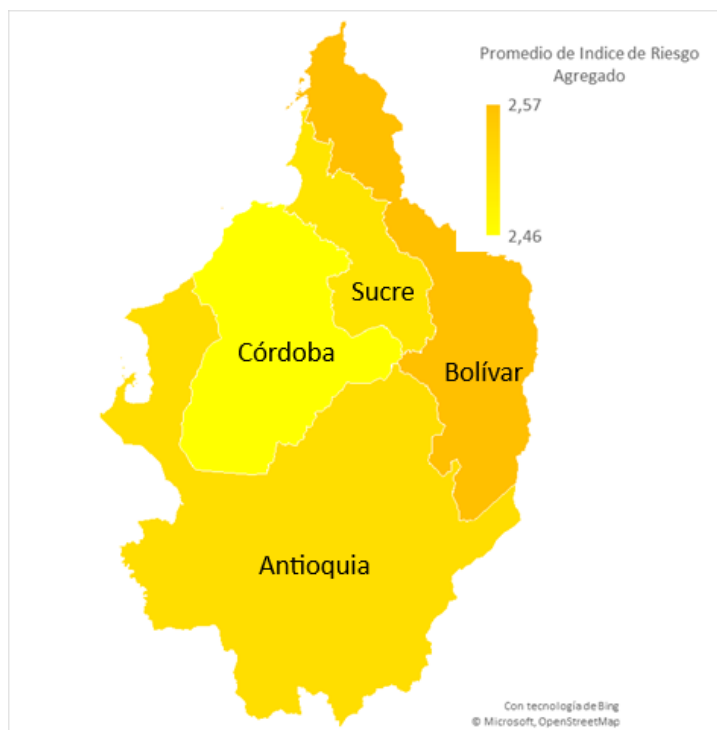 Promedio de Indice de Riesgo
Agregado
2,57
2,46
Sucre
Córdoba
Bolívar
Antioquia
Con tecnología de Bing
© Microsoft, OpenStreetMap